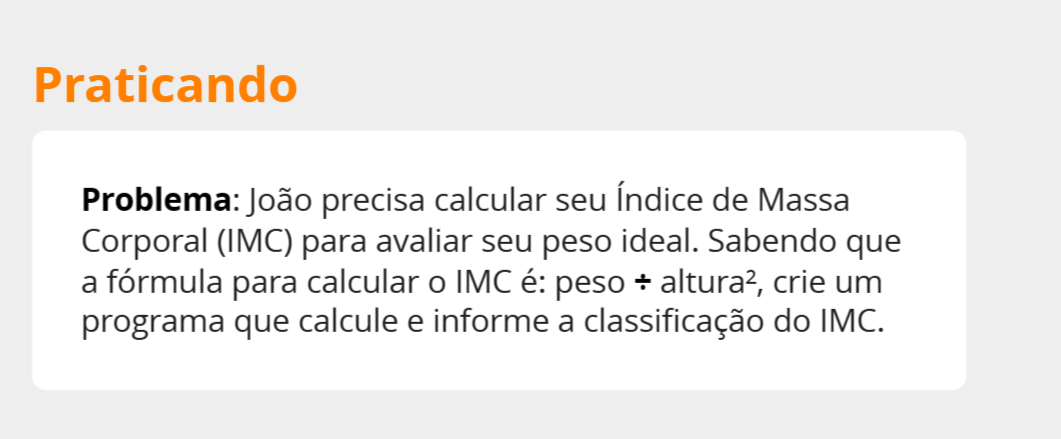 Praticando
Problema: João precisa calcular seu Índice de Massa
Corporal (IMC) para avaliar seu peso ideal. Sabendo que
a fórmula para calcular o IMC é: peso ÷ altura², crie um
programa que calcule e informe a classificação do IMC.